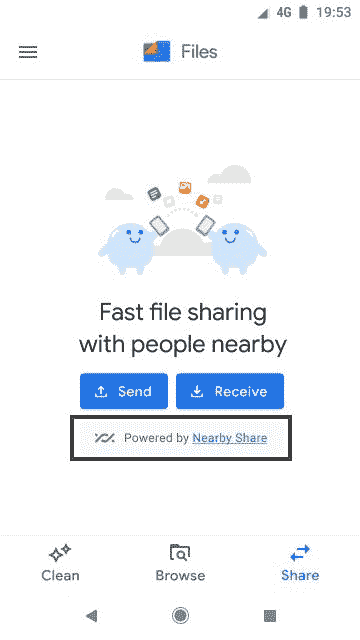 4G 19:53
Files
Fast file sharing
with people nearby
Send Receive
Powered by Nearby Share
Clean Browse Share